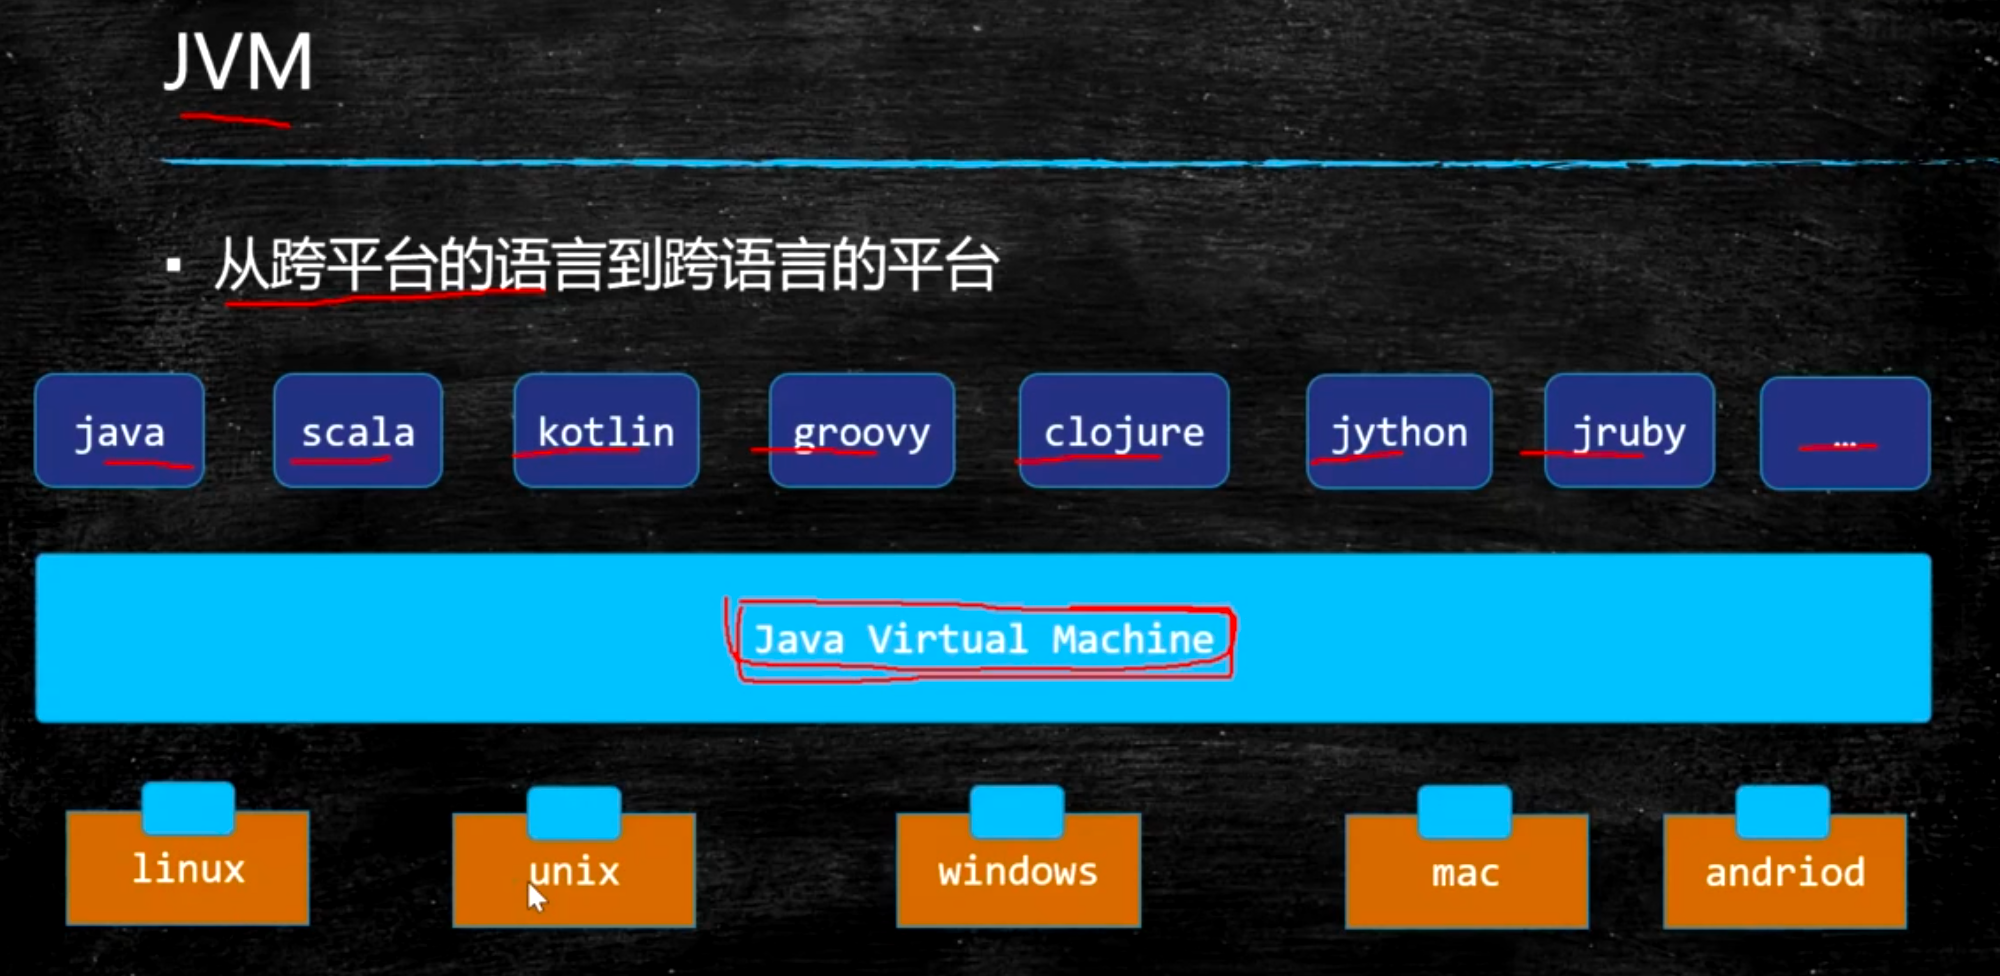 JVM
▪ 从跨平台的语言到跨语言的平台
java scala kotlin groovy clojure jython jruby …
Java Virtual Machine
linux unix windows mac andriod